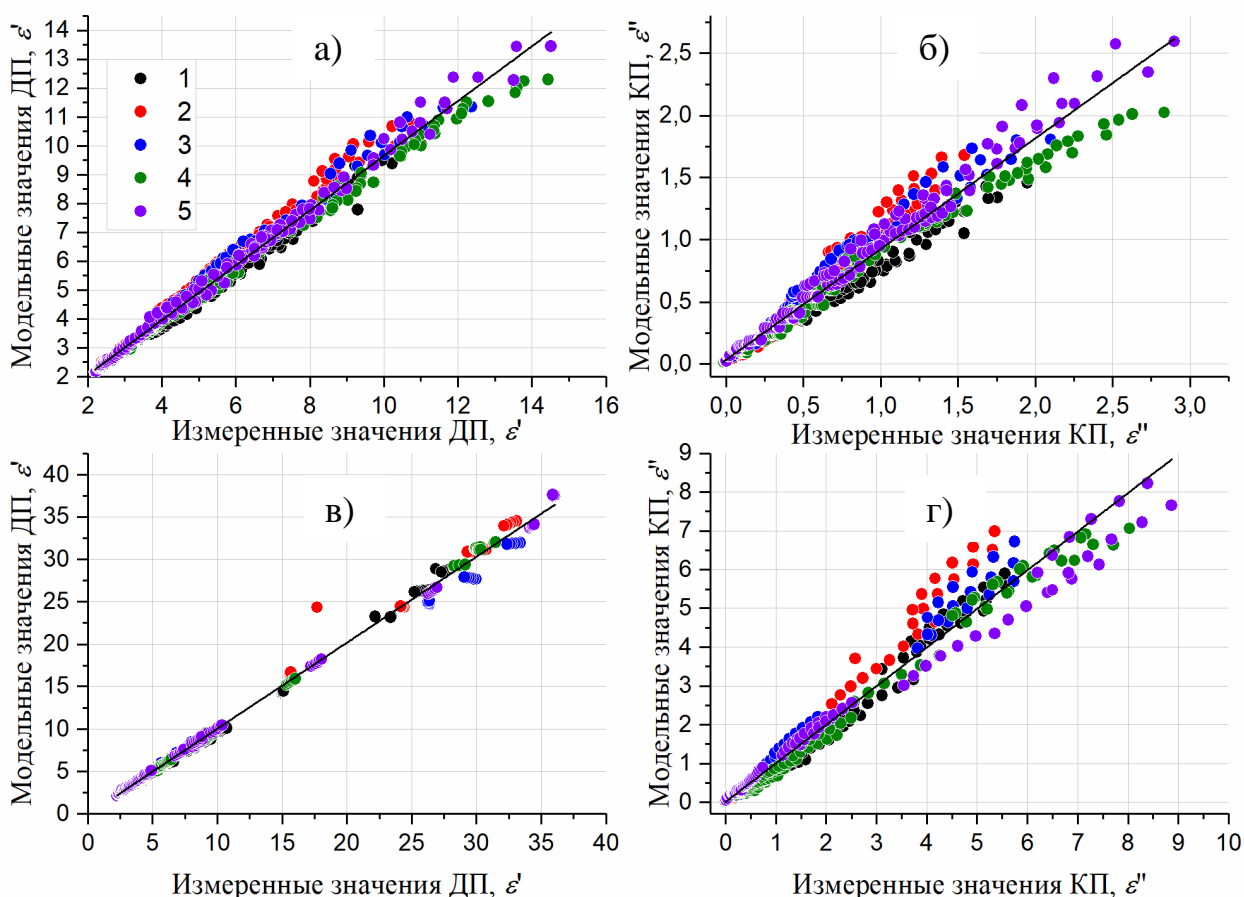 Модельные значения ДП, ε'
14
13
12
11
10
9
8
7
6
5
4
3
2
а)
1
2
3
4
5
2 4 6 8 10 12 14 16
Измеренные значения ДП, ε'
Модельные значения КП, ε"
2,5
2,0
1,5
1,0
0,5
0,0
б)
0,0 0,5 1,0 1,5 2,0 2,5 3,0
Измеренные значения КП, ε"
Модельные значения ДП, ε'
40
35
30
25
20
15
10
5
0
в)
0 5 10 15 20 25 30 35 40
Измеренные значения ДП, ε'
Модельные значения КП, ε"
9
8
7
6
5
4
3
2
1
0
г)
0 1 2 3 4 5 6 7 8 9 10
Измеренные значения КП, ε"